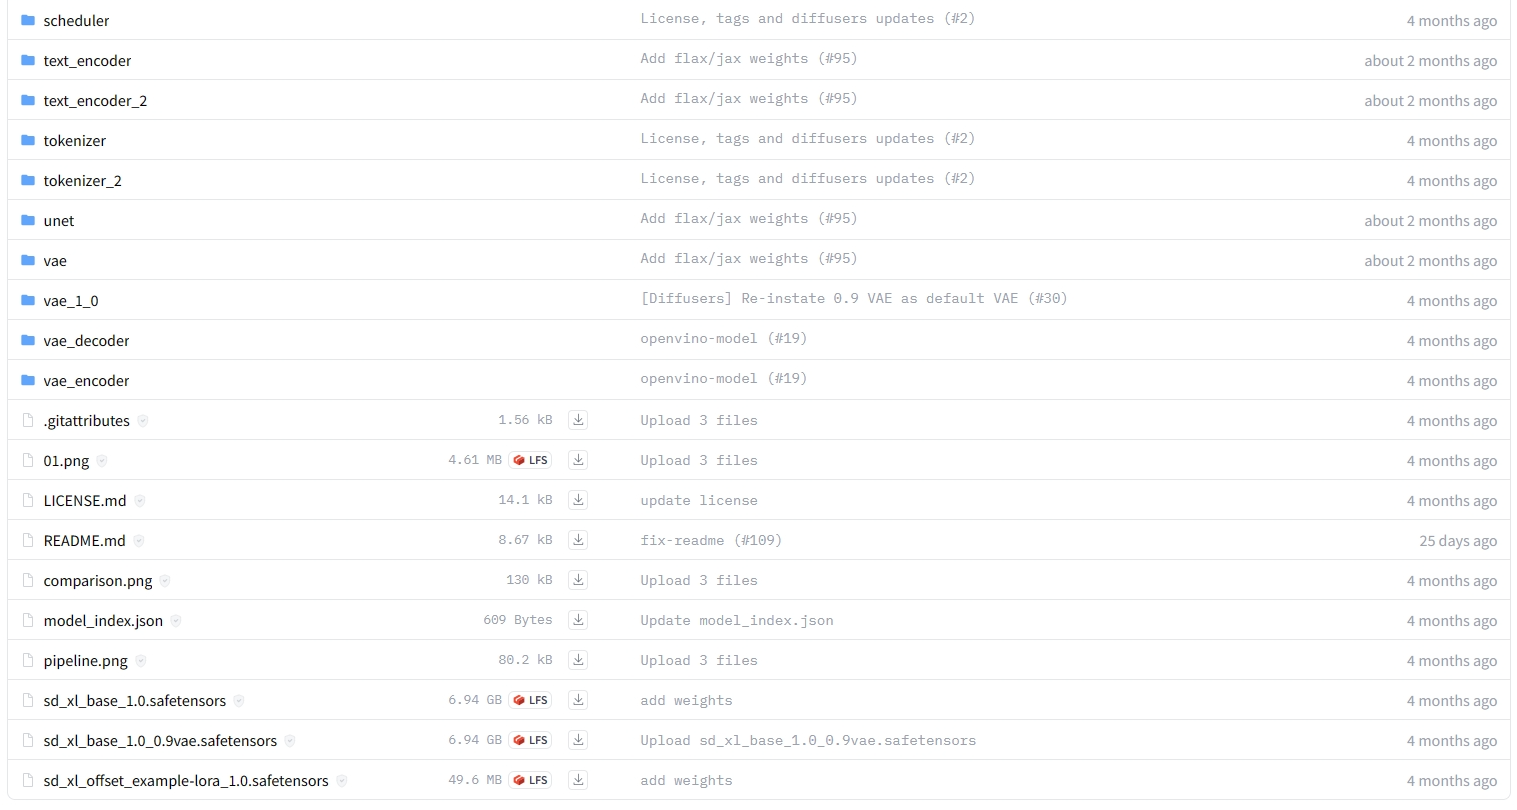 scheduler License, tags and diffusers updates (#2) 4 months ago
text_encoder Add flax/jax weights (#95) about 2 months ago
text_encoder_2 Add flax/jax weights (#95) about 2 months ago
tokenizer License, tags and diffusers updates (#2) 4 months ago
tokenizer_2 License, tags and diffusers updates (#2) 4 months ago
unet Add flax/jax weights (#95) about 2 months ago
vae Add flax/jax weights (#95) about 2 months ago
vae_1_0 [Diffusers] Re-instate 0.9 VAE as default VAE (#30) 4 months ago
vae_decoder openvino-model (#19) 4 months ago
vae_encoder openvino-model (#19) 4 months ago
.gitattributes 1.56 kB Upload 3 files 4 months ago
01.png 4.61 MB LFS Upload 3 files 4 months ago
LICENSE.md 14.1 kB update license 4 months ago
README.md 8.67 kB fix-readme (#109) 25 days ago
comparison.png 130 kB Upload 3 files 4 months ago
model_index.json 609 Bytes Update model_index.json 4 months ago
pipeline.png 80.2 kB Upload 3 files 4 months ago
sd_xl_base_1.0.safetensors 6.94 GB LFS add weights 4 months ago
sd_xl_base_1.0_0.9vae.safetensors 6.94 GB LFS Upload sd_xl_base_1.0_0.9vae.safetensors 4 months ago
sd_xl_offset_example-lora_1.0.safetensors 49.6 MB LFS add weights 4 months ago